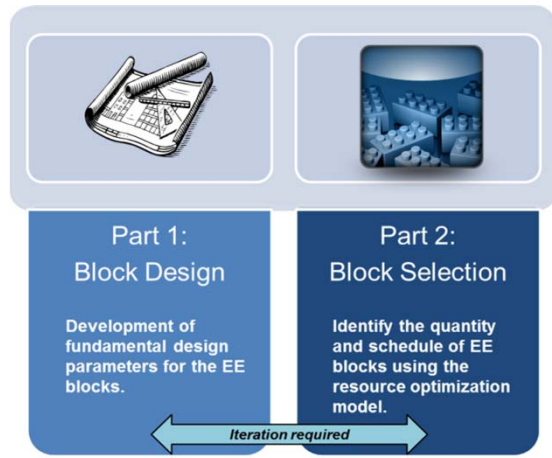 Part 1:
Block Design
Development of
fundamental design
parameters for the EE
blocks.
Part 2:
Block Selection
Identify the quantity
and schedule of EE
blocks using the
resource optimization
model.
Iteration required